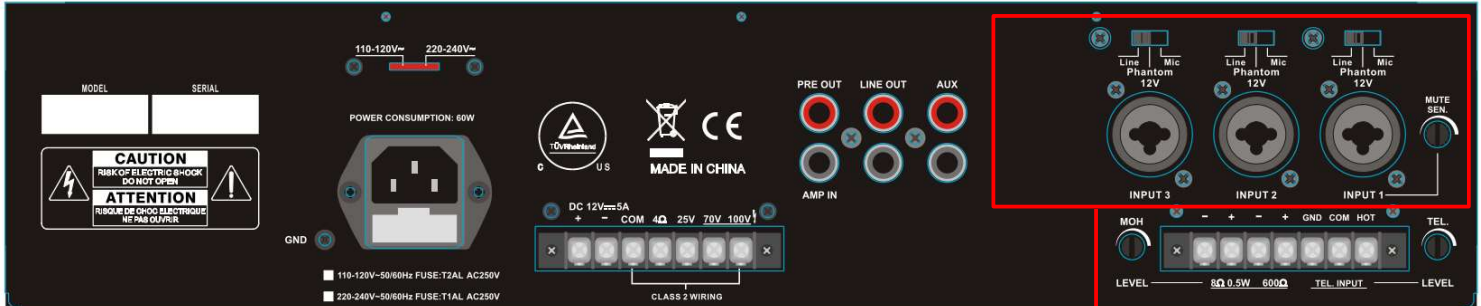 110-120V~ 220-240V~
MODEL SERIAL
CAUTION
RISK OF ELECTRIC SHOCK
DO NOT OPEN
ATTENTION
RISQUE DE CHOC ELECTRIQUE
NE PAS OUVRIR
POWER CONSUMPTION: 60W
GND
110-120V~50/60Hz FUSE:T2AL AC250V
220-240V~50/60Hz FUSE:T1AL AC250V
TÜVRheinland
C US
CE
MADE IN CHINA
DC 12V⎓5A
+ − COM 4Ω 25V 70V 100V
CLASS 2 WIRING
PRE OUT LINE OUT AUX
AMP IN
Line Mic
Phantom
12V
INPUT 3
Line Mic
Phantom
12V
INPUT 2
Line Mic
Phantom
12V
INPUT 1
MUTE
SEN.
MOH
LEVEL
− + − + GND COM HOT
8Ω 0.5W 600Ω TEL. INPUT
TEL.
LEVEL